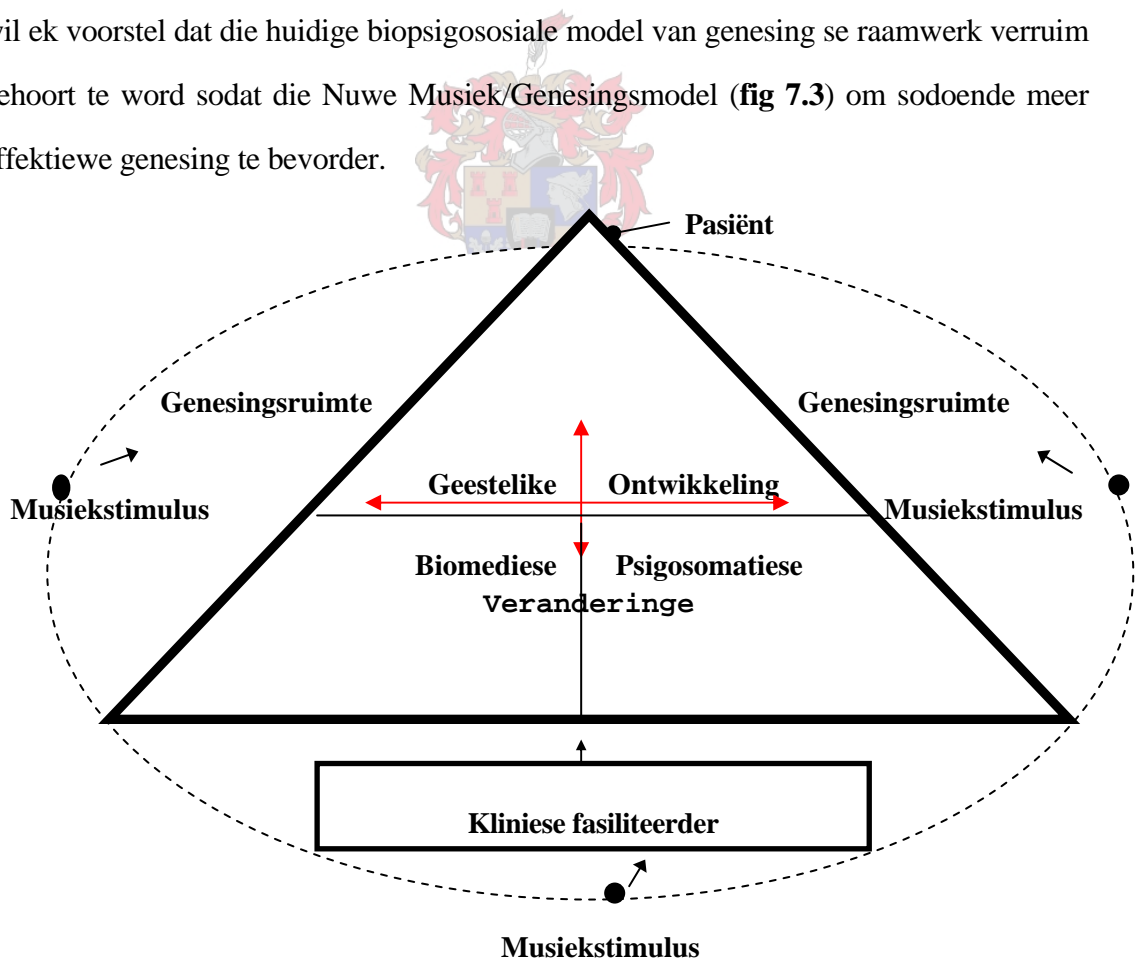 wil ek voorstel dat die huidige biopsigososiale model van genesing se raamwerk verruim
behoort te word sodat die Nuwe Musiek/Genesingsmodel (fig 7.3) om sodoende meer
effektiewe genesing te bevorder.
Pasiënt
Genesingsruimte Genesingsruimte
Geestelike Ontwikkeling
Musiekstimulus Musiekstimulus
Biomediese Psigosomatiese
Veranderinge
Kliniese fasiliteerder
Musiekstimulus